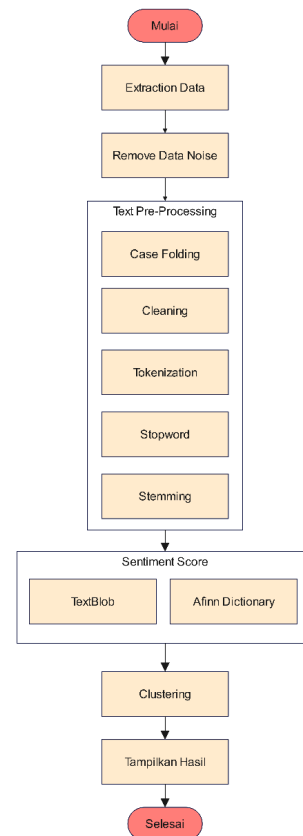 Mulai
Extraction Data
Remove Data Noise
Text Pre-Processing
Case Folding
Cleaning
Tokenization
Stopword
Stemming
Sentiment Score
TextBlob
Afinn Dictionary
Clustering
Tampilkan Hasil
Selesai